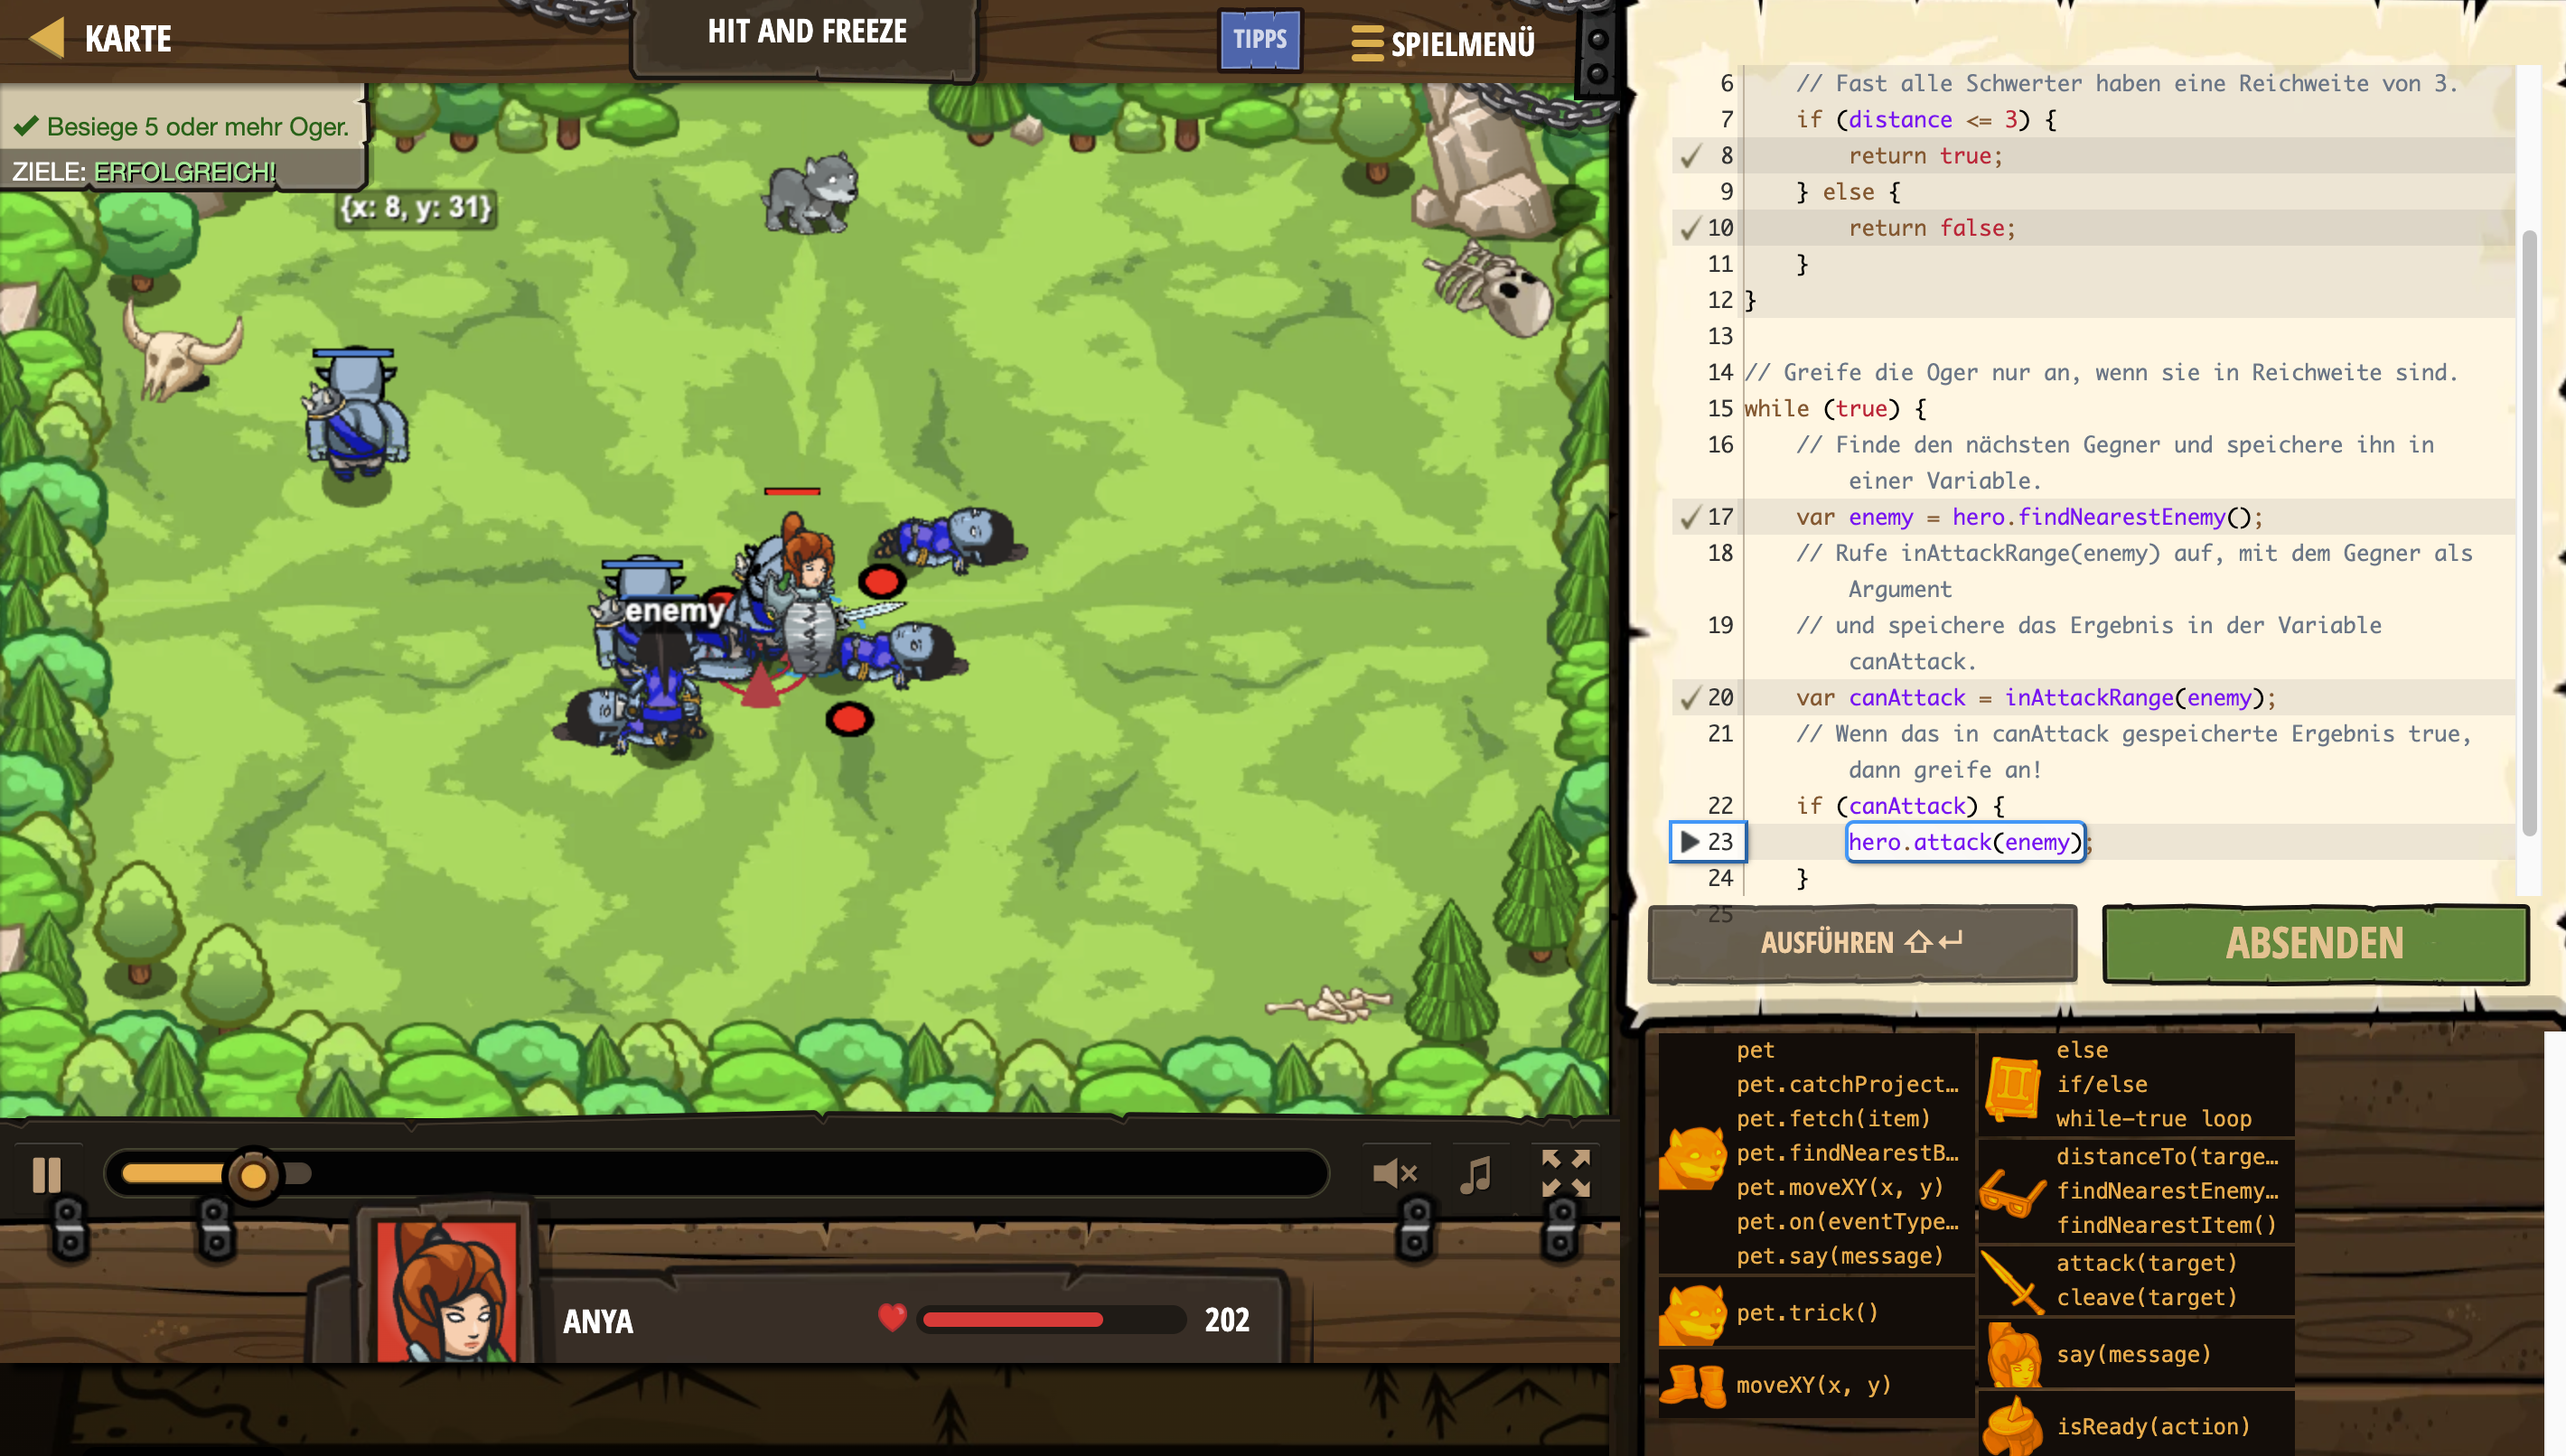 KARTE
HIT AND FREEZE
TIPPS
SPIELMENÜ
Besiege 5 oder mehr Oger.
ZIELE: ERFOLGREICH!
{x: 8, y: 31}
enemy
ANYA
202
6 // Fast alle Schwerter haben eine Reichweite von 3.
7 if (distance <= 3) {
8 return true;
9 } else {
10 return false;
11 }
12 }
13
14 // Greife die Oger nur an, wenn sie in Reichweite sind.
15 while (true) {
16 // Finde den nächsten Gegner und speichere ihn in
einer Variable.
17 var enemy = hero.findNearestEnemy();
18 // Rufe inAttackRange(enemy) auf, mit dem Gegner als
Argument
19 // und speichere das Ergebnis in der Variable
canAttack.
20 var canAttack = inAttackRange(enemy);
21 // Wenn das in canAttack gespeicherte Ergebnis true,
dann greife an!
22 if (canAttack) {
23 hero.attack(enemy);
24 }
25
AUSFÜHREN
ABSENDEN
pet
pet.catchProject…
pet.fetch(item)
pet.findNearestB…
pet.moveXY(x, y)
pet.on(eventType…
pet.say(message)
pet.trick()
moveXY(x, y)
else
if/else
while-true loop
distanceTo(targe…
findNearestEnemy…
findNearestItem()
attack(target)
cleave(target)
say(message)
isReady(action)